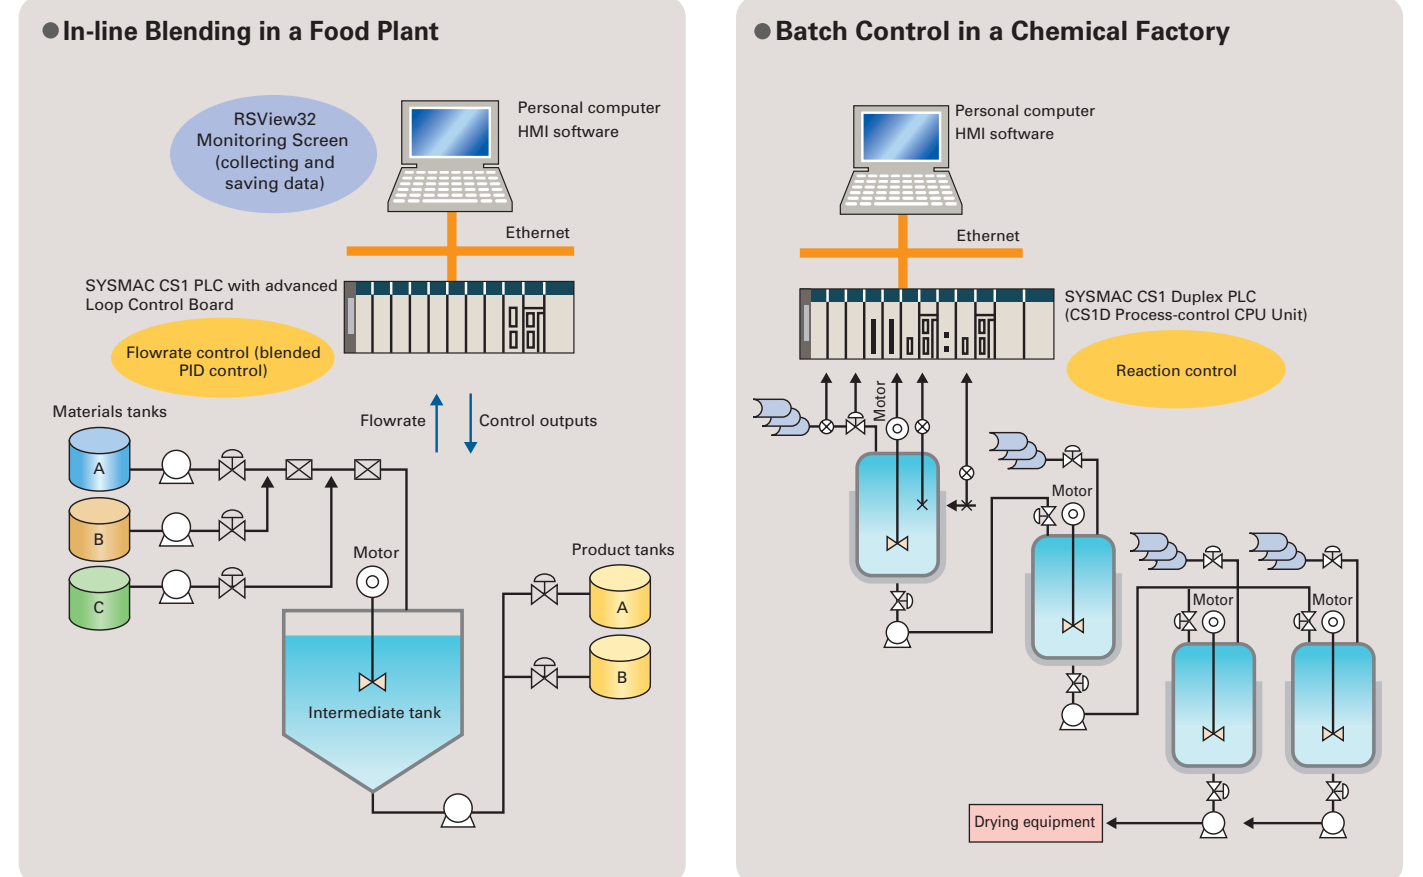 In-line Blending in a Food Plant
RSView32
Monitoring Screen
(collecting and
saving data)
Personal computer
HMI software
Ethernet
SYSMAC CS1 PLC with advanced
Loop Control Board
Flowrate control (blended
PID control)
Materials tanks
Flowrate
Control outputs
A
B
C
Motor
Intermediate tank
Product tanks
A
B
Batch Control in a Chemical Factory
Personal computer
HMI software
Ethernet
SYSMAC CS1 Duplex PLC
(CS1D Process-control CPU Unit)
Reaction control
Motor
Motor
Motor
Motor
Drying equipment